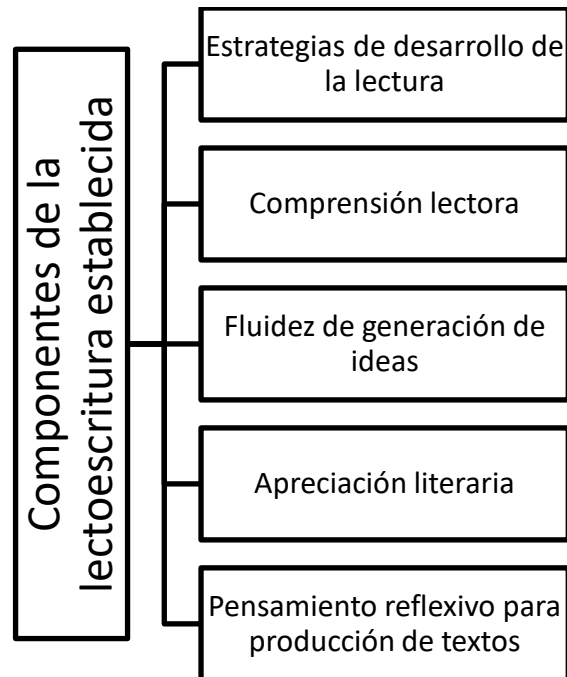 Componentes de la
lectoescritura establecida
Estrategias de desarrollo de
la lectura
Comprensión lectora
Fluidez de generación de
ideas
Apreciación literaria
Pensamiento reflexivo para
producción de textos